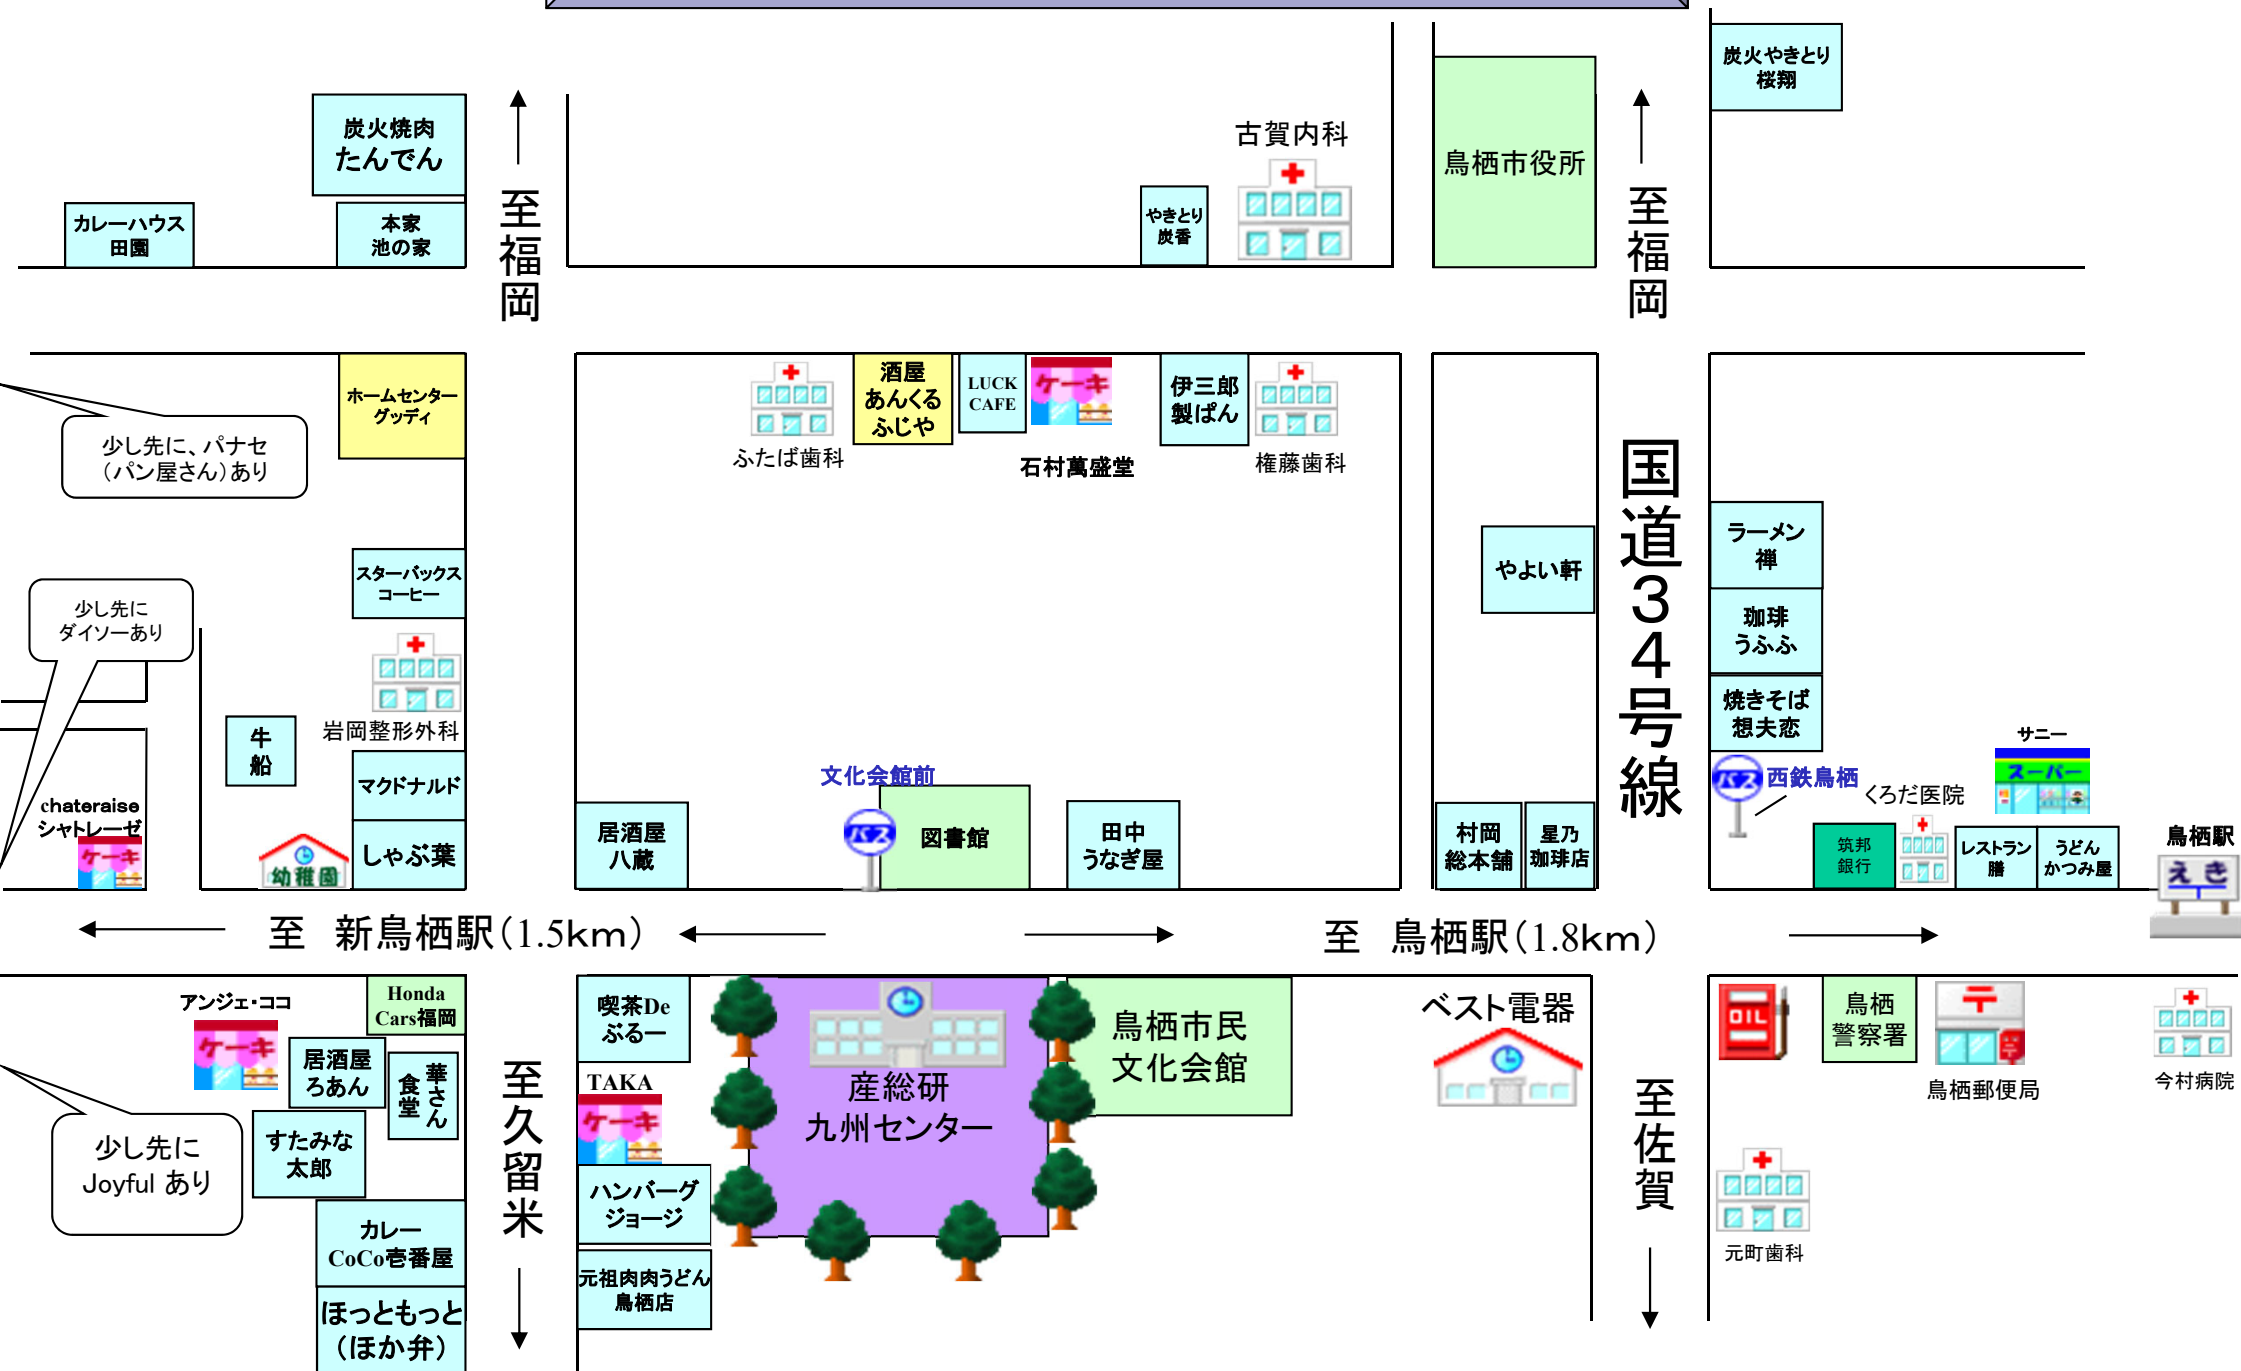 炭火やきとり
桜翔
炭火焼肉
たんでん
古賀内科
鳥栖市役所
カレーハウス
田園
本家
池の家
至福岡
やきとり
炭香
至福岡
ホームセンター
グッディ
少し先に、パナセ
（パン屋さん）あり
ふたば歯科
酒屋
あんくる
ふじや
LUCK
CAFE
ケーキ
石村萬盛堂
伊三郎
製ぱん
権藤歯科
国道３４号線
ラーメン
禅
やよい軒
スターバックス
コーヒー
少し先に
ダイソーあり
珈琲
うふふ
岩岡整形外科
牛
船
焼きそば
想夫恋
サニー
スーパー
マクドナルド
文化会館前
バス
西鉄鳥栖
バス
くろだ医院
chateraise
シャトレーゼ
ケーキ
幼稚園
しゃぶ葉
居酒屋
八蔵
図書館
田中
うなぎ屋
村岡
総本舗
星乃
珈琲店
筑邦
銀行
レストラン
膳
うどん
かつみ屋
鳥栖駅
えき
至　新鳥栖駅（1.5km）
至　鳥栖駅（1.8km）
アンジェ・ココ
ケーキ
Honda
Cars福岡
居酒屋
ろあん
華さん
食堂
すたみな
太郎
少し先に
Joyful あり
カレー
CoCo壱番屋
ほっともっと
（ほか弁）
至久留米
喫茶De
ぶるー
TAKA
ケーキ
ハンバーグ
ジョージ
元祖肉肉うどん
鳥栖店
産総研
九州センター
鳥栖市民
文化会館
ベスト電器
至佐賀
OIL
鳥栖
警察署
鳥栖郵便局
今村病院
元町歯科